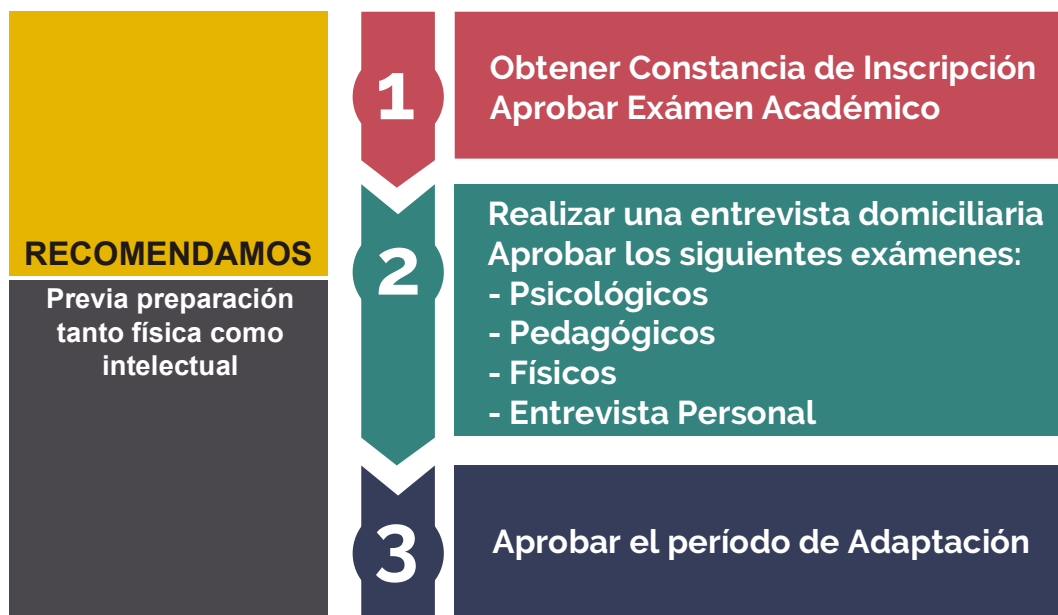 RECOMENDAMOS
Previa preparación
tanto física como
intelectual
1
Obtener Constancia de Inscripción
Aprobar Exámen Académico
2
Realizar una entrevista domiciliaria
Aprobar los siguientes exámenes:
- Psicológicos
- Pedagógicos
- Físicos
- Entrevista Personal
3
Aprobar el período de Adaptación